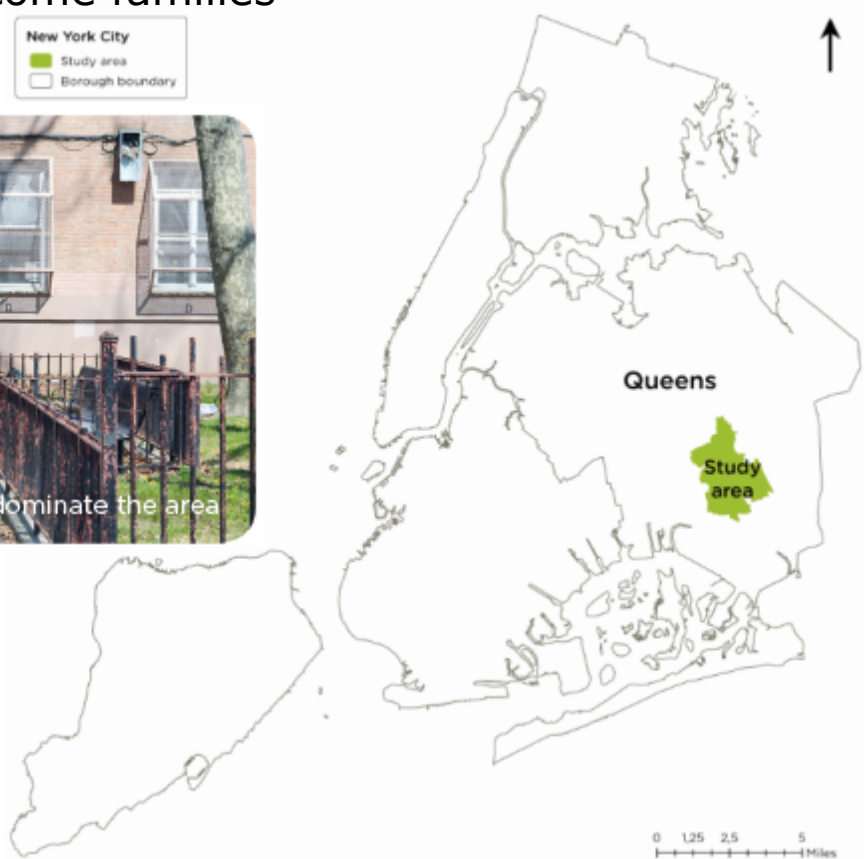 come families
New York City
Study area
Borough boundary
dominate the area
Queens
Study
area
0 1,25 2,5 5
Miles